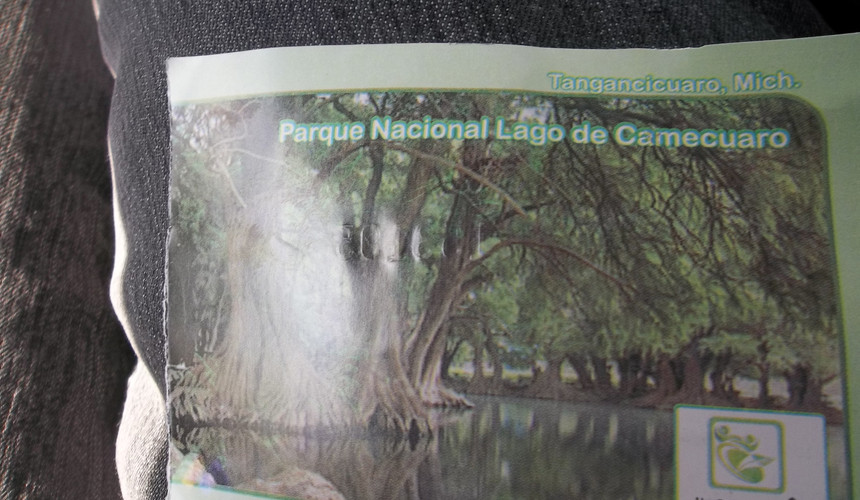 Tangancicuaro, Mich.
Parque Nacional Lago de Camecuaro